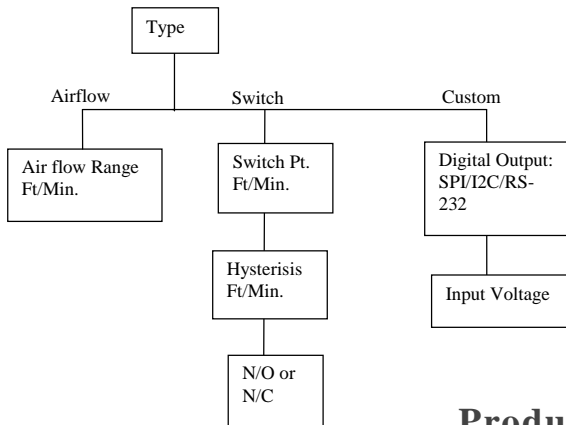 Type
Airflow
Switch
Custom
Air flow Range
Ft/Min.
Switch Pt.
Ft/Min.
Digital Output:
SPI/I2C/RS-
232
Hysterisis
Ft/Min.
Input Voltage
N/O or
N/C
Produ